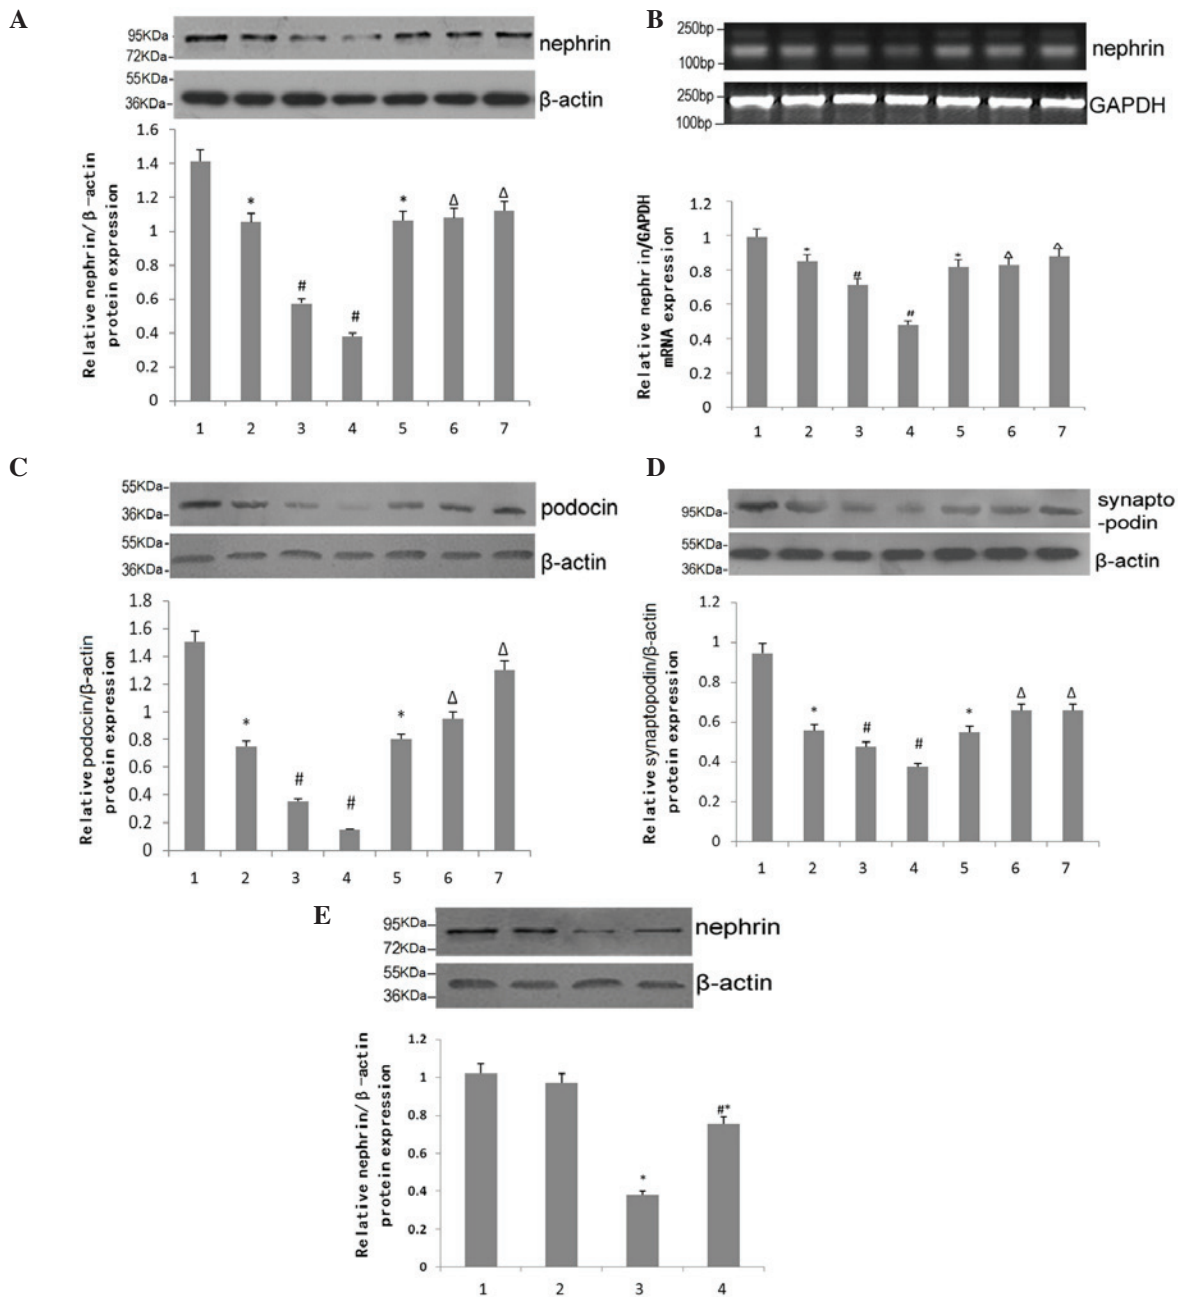 A
95KDa
72KDa
nephrin
55KDa
36KDa
β-actin
Relative nephrin/β-actin
protein expression
1.6
1.4
1.2
1
0.8
0.6
0.4
0.2
0
* # # * Δ Δ
1 2 3 4 5 6 7
B
250bp
100bp
nephrin
250bp
100bp
GAPDH
Relative nephrin/GAPDH
mRNA expression
1.2
1
0.8
0.6
0.4
0.2
0
* # # * Δ Δ
1 2 3 4 5 6 7
C
55KDa
36KDa
podocin
55KDa
36KDa
β-actin
Relative podocin/β-actin
protein expression
1.8
1.6
1.4
1.2
1
0.8
0.6
0.4
0.2
0
* # # * Δ Δ
1 2 3 4 5 6 7
D
95KDa
synapto
-podin
55KDa
36KDa
β-actin
Relative synaptopodin/β-actin
protein expression
1.2
1
0.8
0.6
0.4
0.2
0
* # # * Δ Δ
1 2 3 4 5 6 7
E
95KDa
72KDa
nephrin
55KDa
36KDa
β-actin
Relative nephrin/β-actin
protein expression
1.2
1
0.8
0.6
0.4
0.2
0
* #*
1 2 3 4